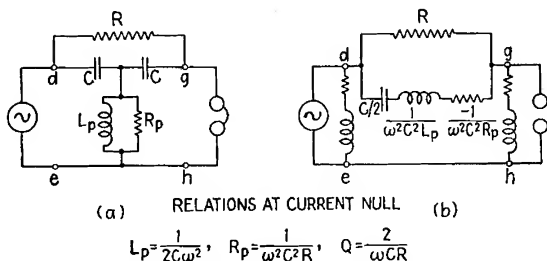 R
d C C g
Lp Rp
e h
(a)
R
d g
C/2 1/ω²C²Lp -1/ω²C²Rp
e h
(b)
RELATIONS AT CURRENT NULL
Lp=1/2Cω², Rp=1/ω²C²R, Q=2/ωCR